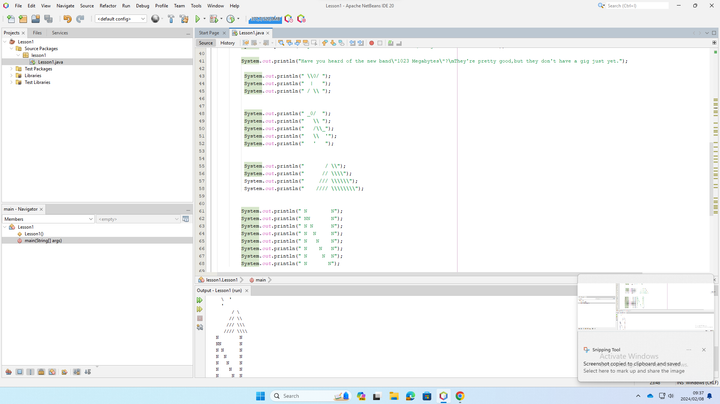 Lesson1 - Apache NetBeans IDE 20
File Edit View Navigate Source Refactor Run Debug Profile Team Tools Window Help
Search (Ctrl+I)
<default config>
Projects × Files Services
Start Page × Lesson1.java ×
Source History
Lesson1
Source Packages
lesson1
Lesson1.java
Test Packages
Libraries
Test Libraries
40
41 System.out.println("Have you heard of the new band\"1023 Megabytes\"?\nThey're pretty good,but they don't have a gig just yet.");
42
43 System.out.println(" \\0/ ");
44 System.out.println("  |  ");
45 System.out.println(" / \\ ");
46
47
48 System.out.println(" _0/  ");
49 System.out.println("   \\ ");
50 System.out.println("   /\\_");
51 System.out.println("   \\  '");
52 System.out.println("   '   ");
53
54
55 System.out.println("       / \\");
56 System.out.println("      // \\\\");
57 System.out.println("     /// \\\\\\");
58 System.out.println("    //// \\\\\\\\");
59
60
61 System.out.println(" N        N");
62 System.out.println(" NN       N");
63 System.out.println(" N N      N");
64 System.out.println(" N  N     N");
65 System.out.println(" N   N    N");
66 System.out.println(" N    N   N");
67 System.out.println(" N     N  N");
68 System.out.println(" N       N");
69
main - Navigator ×
Members <empty>
Lesson1
Lesson1()
main(String[] args)
lesson1.Lesson1 main
Output - Lesson1 (run) ×
\  '
'
/ \
// \\
/// \\\
//// \\\\
N        N
NN       N
N N      N
N  N     N
N   N    N
N    N   N
N     N  N
Snipping Tool
Activate Windows
Screenshot copied to clipboard and saved
Select here to mark up and share the image
Windows (CRLF)
Search
09:37
2024/02/08